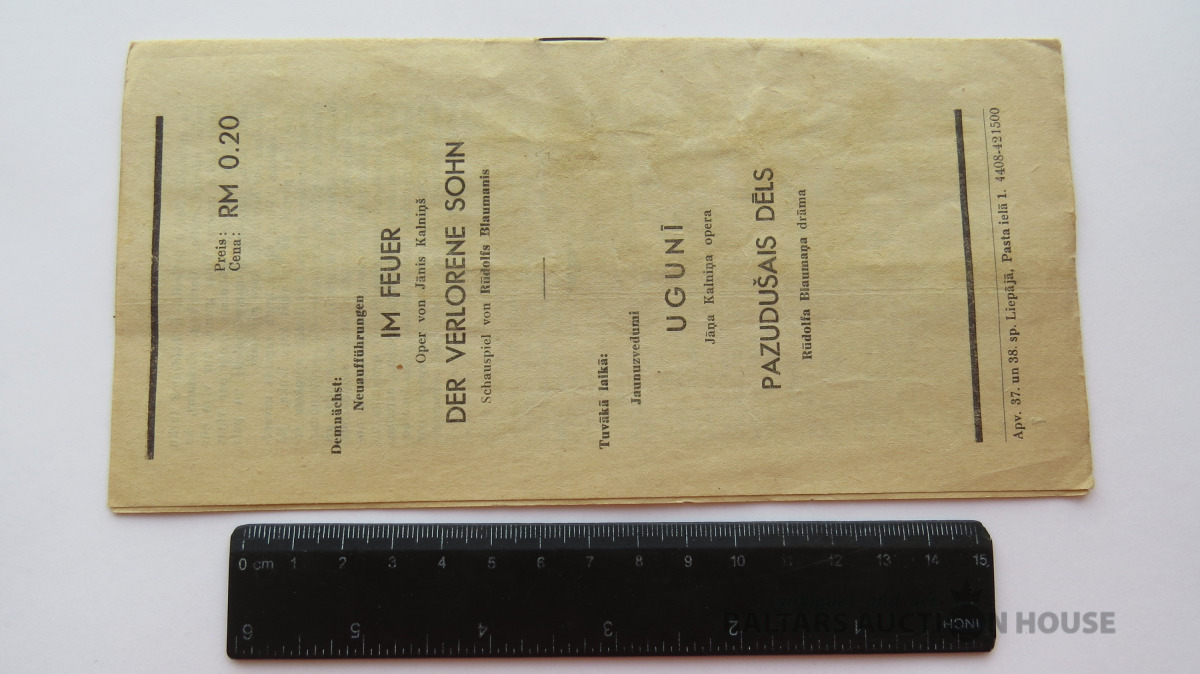 Preis:
Cena: RM 0.20
Demnächst:
Neuaufführungen
IM FEUER
Oper von Jānis Kalniņš
DER VERLORENE SOHN
Schauspiel von Rūdolfs Blaumanis
Tuvākā laikā:
Jaunuzvedumi
UGUNĪ
Jāņa Kalniņa opera
PAZUDUŠAIS DĒLS
Rūdolfa Blaumaņa drāma
Apv. 37. un 38. sp. Liepājā, Pasta ielā 1. 4408-421500
0 cm 1 2 3 4 5 6 7 8 9 10 11 12 13 14 15
6 5 4 3 2 1 INCH
BALTARS AUCTION HOUSE